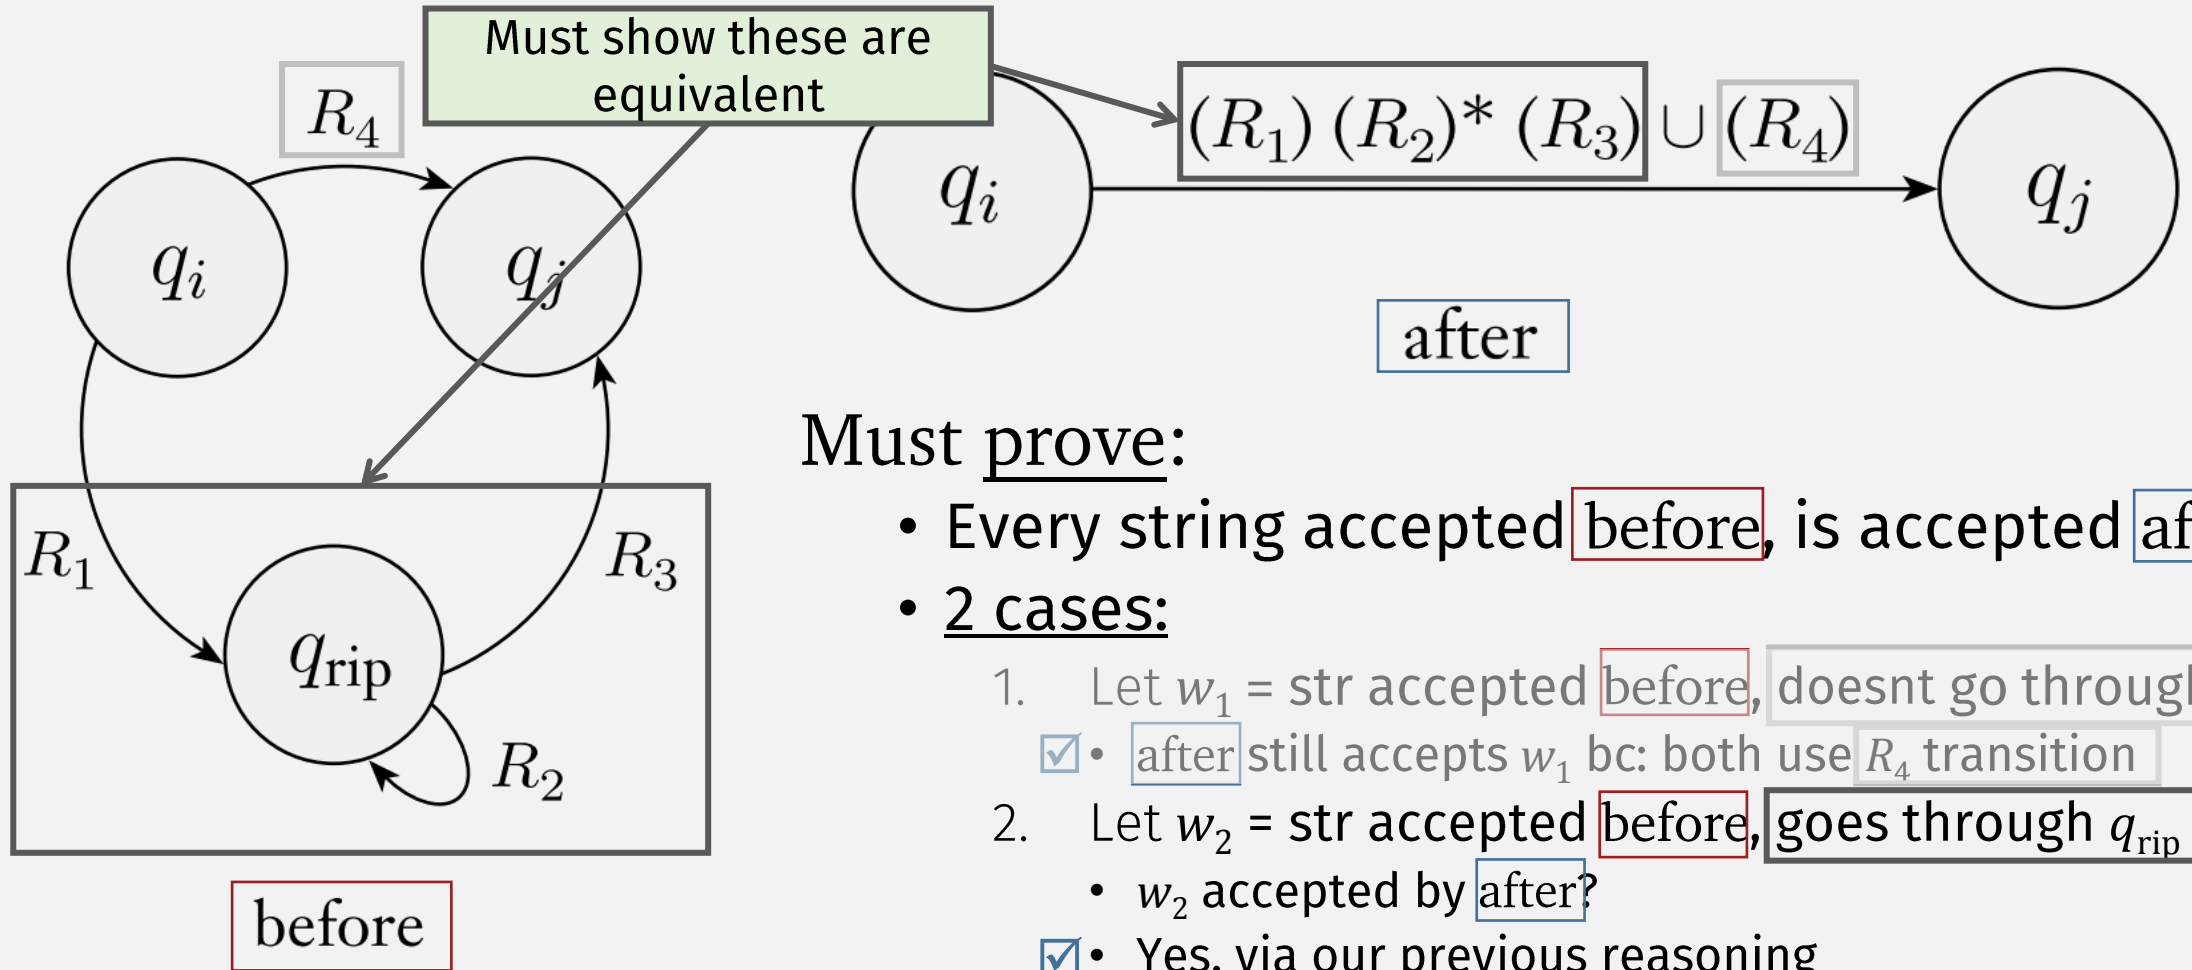 Must show these are
equivalent
R₄
(R₁) (R₂)* (R₃) ∪ (R₄)
qᵢ
qⱼ
qᵢ
qⱼ
after
Must prove:
• Every string accepted before, is accepted af
• 2 cases:
R₁
R₃
q_rip
R₂
1. Let w₁ = str accepted before, doesnt go through
☑ • after still accepts w₁ bc: both use R₄ transition
2. Let w₂ = str accepted before, goes through q_rip
• w₂ accepted by after?
☑ • Yes, via our previous reasoning
before